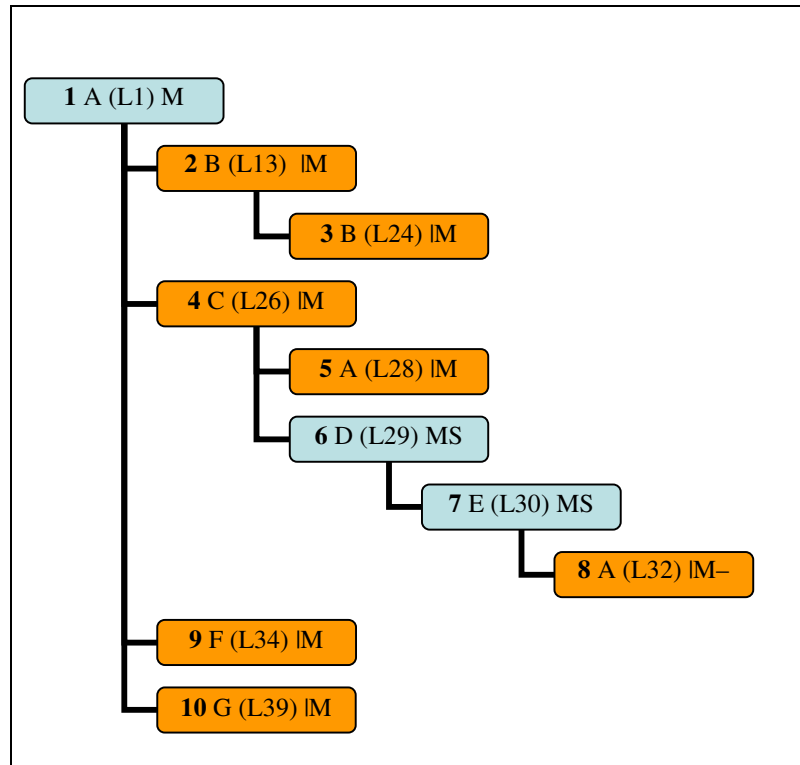 1 A (L1) M
2 B (L13) |M
3 B (L24) |M
4 C (L26) |M
5 A (L28) |M
6 D (L29) MS
7 E (L30) MS
8 A (L32) |M–
9 F (L34) |M
10 G (L39) |M